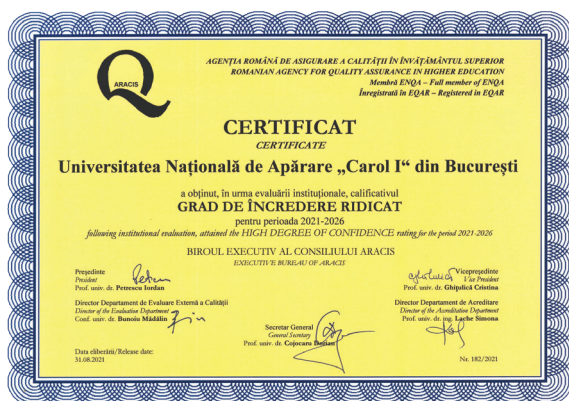 ARACIS
AGENȚIA ROMÂNĂ DE ASIGURARE A CALITĂȚII ÎN ÎNVĂȚĂMÂNTUL SUPERIOR
ROMANIAN AGENCY FOR QUALITY ASSURANCE IN HIGHER EDUCATION
Membră ENQA – Full member of ENQA
Înregistrată în EQAR – Registered in EQAR
CERTIFICAT
CERTIFICATE
Universitatea Națională de Apărare „Carol I“ din București
a obținut, în urma evaluării instituționale, calificativul
GRAD DE ÎNCREDERE RIDICAT
pentru perioada 2021-2026
following institutional evaluation, attained the HIGH DEGREE OF CONFIDENCE rating for the period 2021-2026
BIROUL EXECUTIV AL CONSILIULUI ARACIS
EXECUTIVE BUREAU OF ARACIS
Președinte
President
Prof. univ. dr. Petrescu Iordan
Vicepreședinte
Vice President
Prof. univ. dr. Ghițulică Cristina
Director Departament de Evaluare Externă a Calității
Director of the Evaluation Department
Conf. univ. dr. Bunoiu Mădălin
Director Departament de Acreditare
Director of the Accreditation Department
Prof. univ. dr. ing. Lache Simona
Secretar General
General Secretary
Prof. univ. dr. Cojocaru Dorian
Data eliberării/Release date:
31.08.2021
Nr. 182/2021